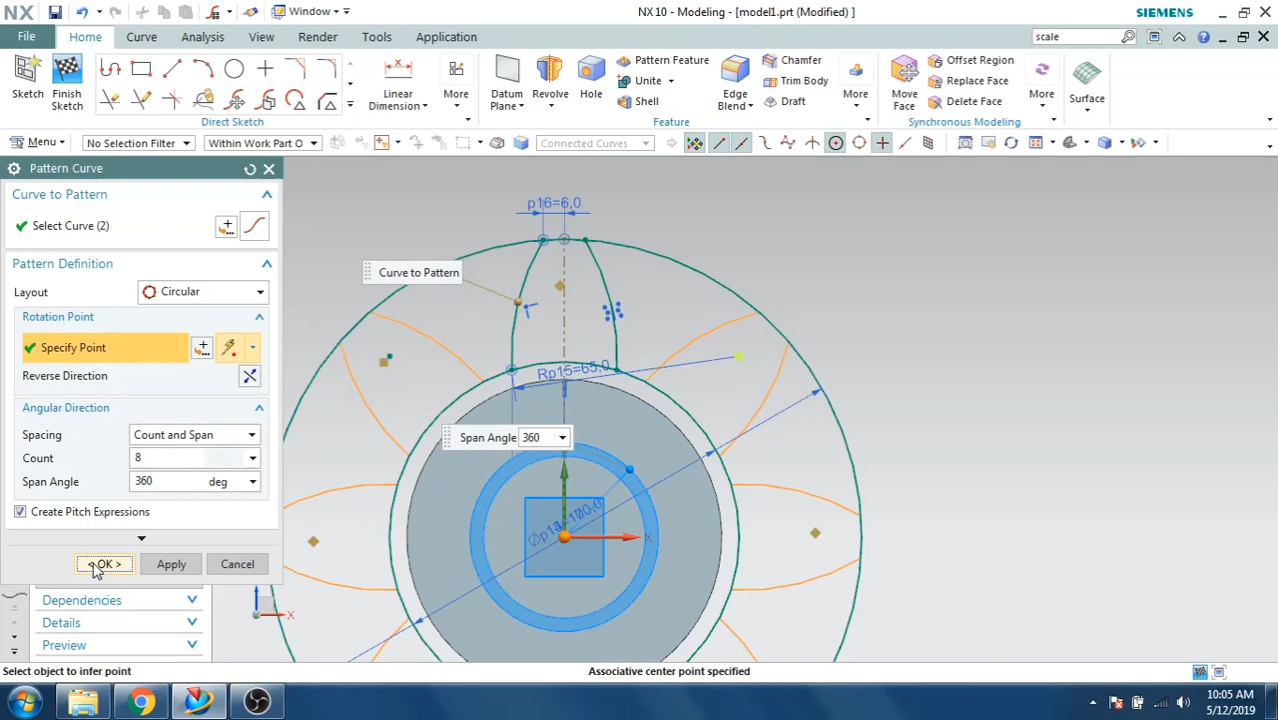 NX
Window
NX 10 - Modeling - [model1.prt (Modified) ]
SIEMENS
File
Home
Curve
Analysis
View
Render
Tools
Application
scale
Sketch
Finish
Sketch
Linear
Dimension
More
Datum
Plane
Revolve
Hole
Pattern Feature
Unite
Shell
Edge
Blend
Chamfer
Trim Body
Draft
More
Move
Face
Offset Region
Replace Face
Delete Face
More
Surface
Direct Sketch
Feature
Synchronous Modeling
Menu
No Selection Filter
Within Work Part O
Connected Curves
Pattern Curve
Curve to Pattern
Select Curve (2)
Pattern Definition
Layout
Circular
Rotation Point
Specify Point
Reverse Direction
Angular Direction
Spacing
Count and Span
Count
8
Span Angle
360
deg
Create Pitch Expressions
< OK >
Apply
Cancel
Dependencies
Details
Preview
p16=6,0
Curve to Pattern
Rp15=65,0
Span Angle
360
X
X
Select object to infer point
Associative center point specified
10:05 AM
5/12/2019